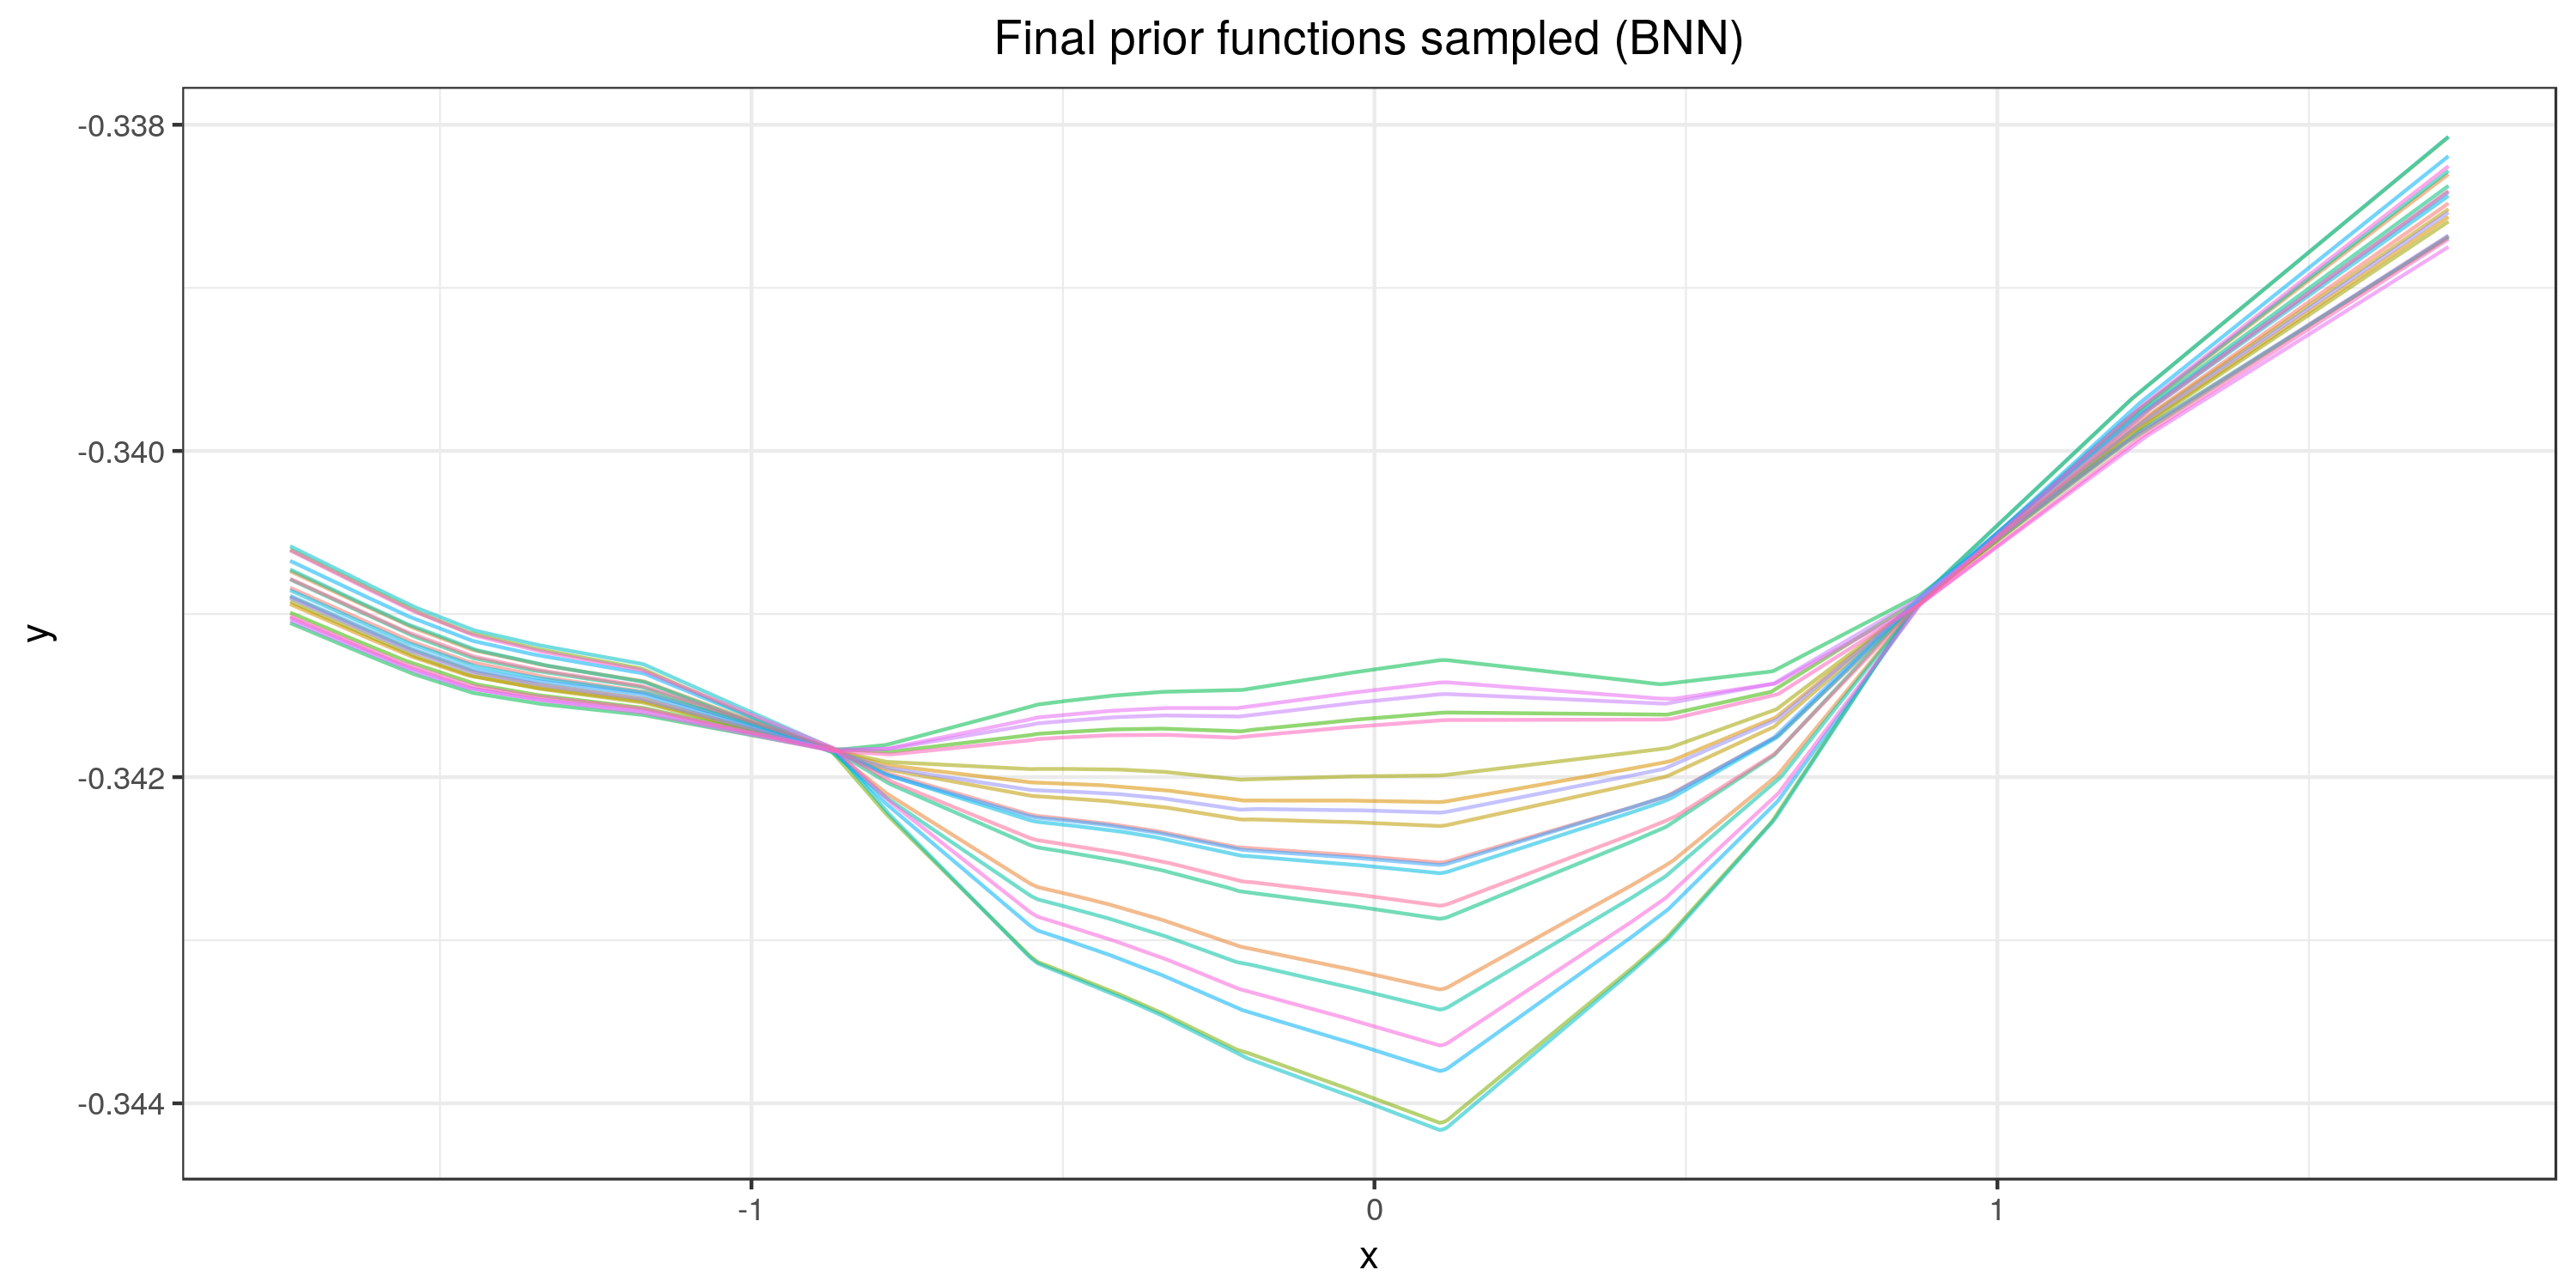 Final prior functions sampled (BNN)
-0.338
-0.340
-0.342
-0.344
y
-1
0
1
x